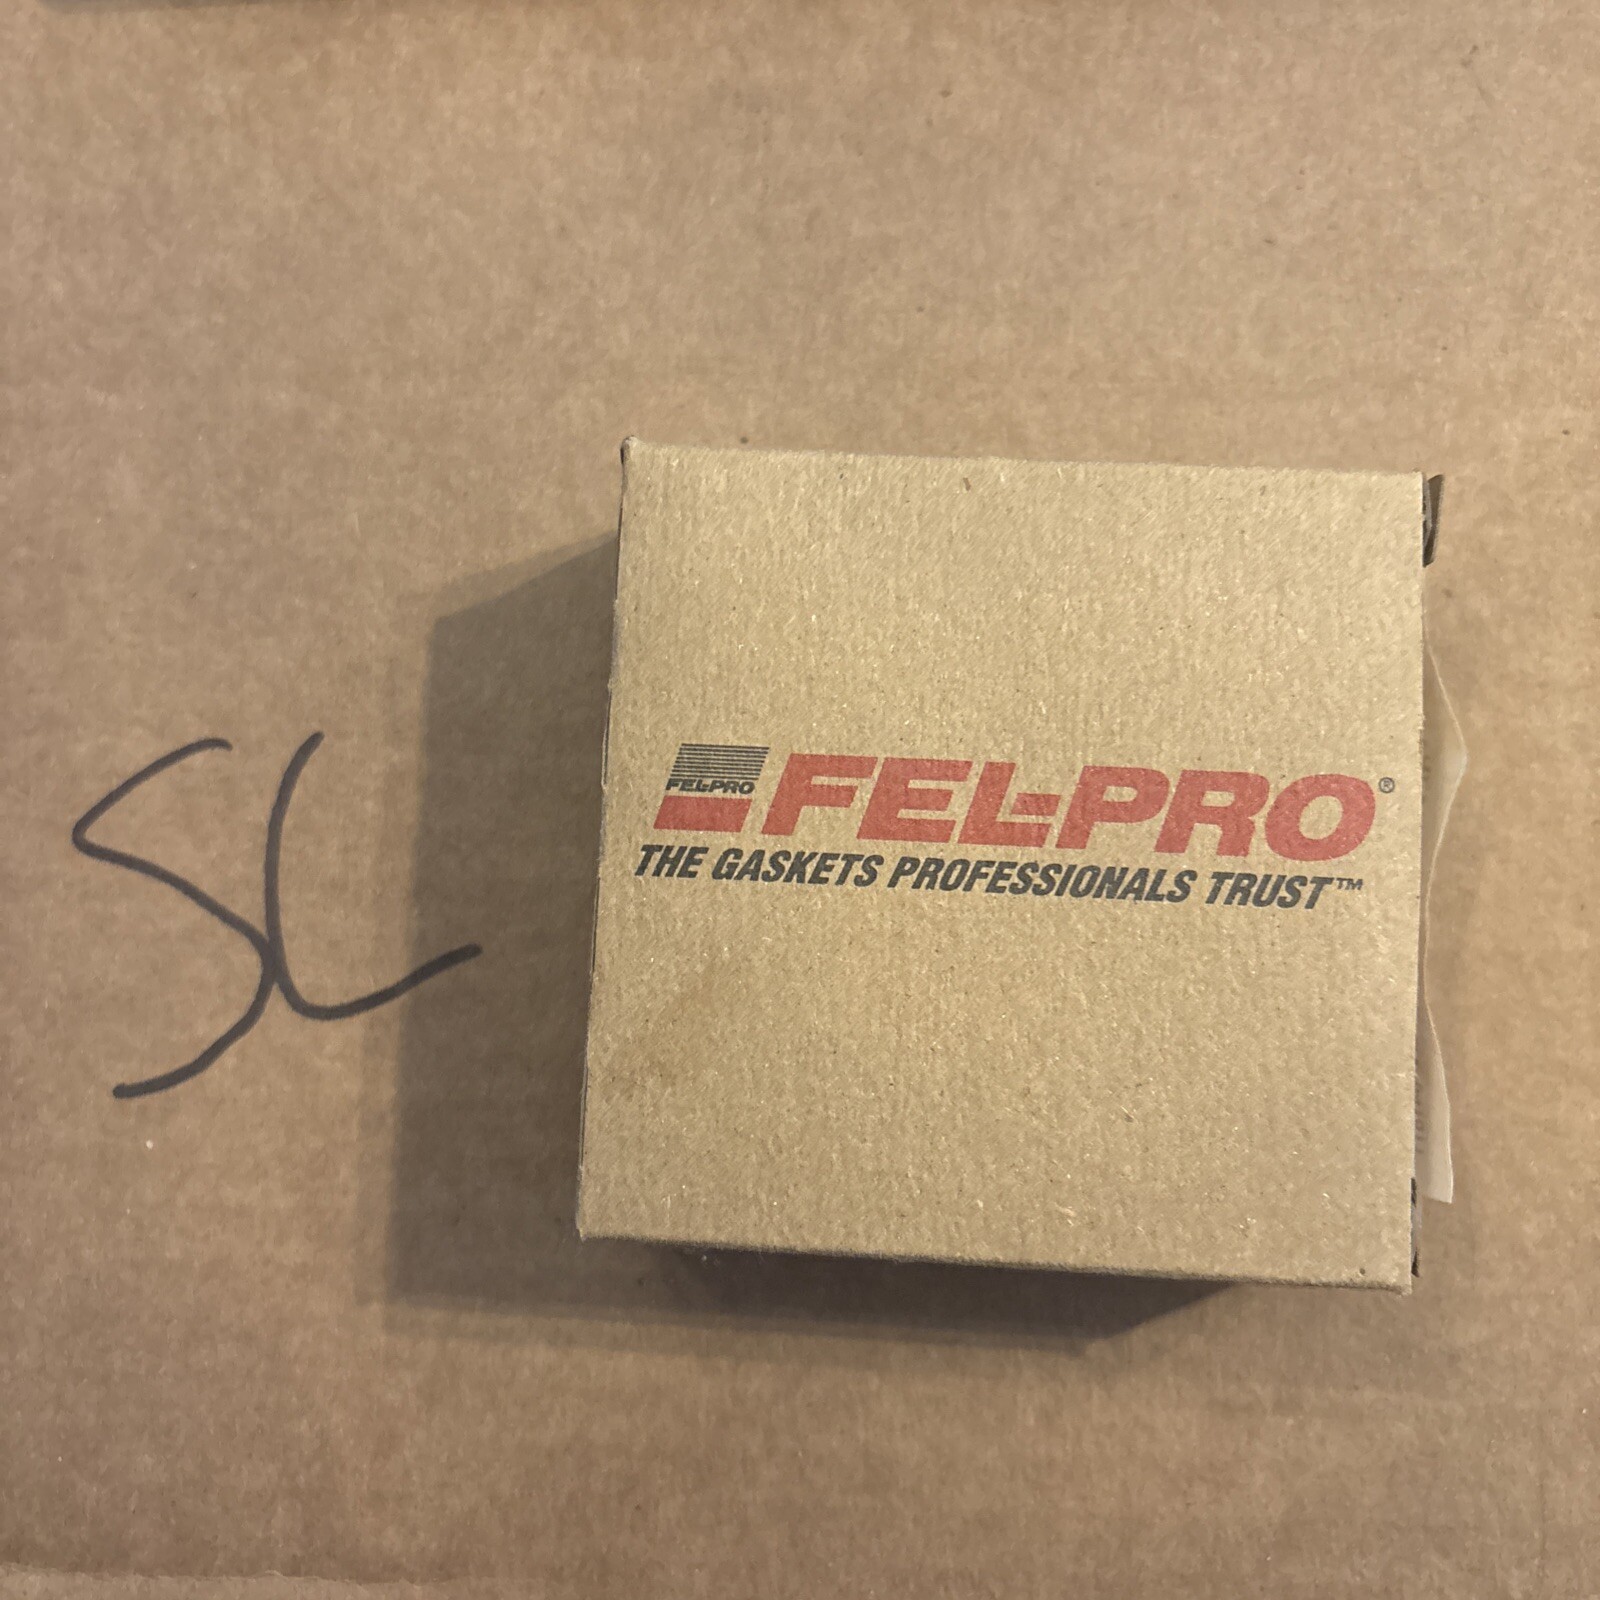 SL
FEL-PRO
FEL-PRO®
THE GASKETS PROFESSIONALS TRUST™